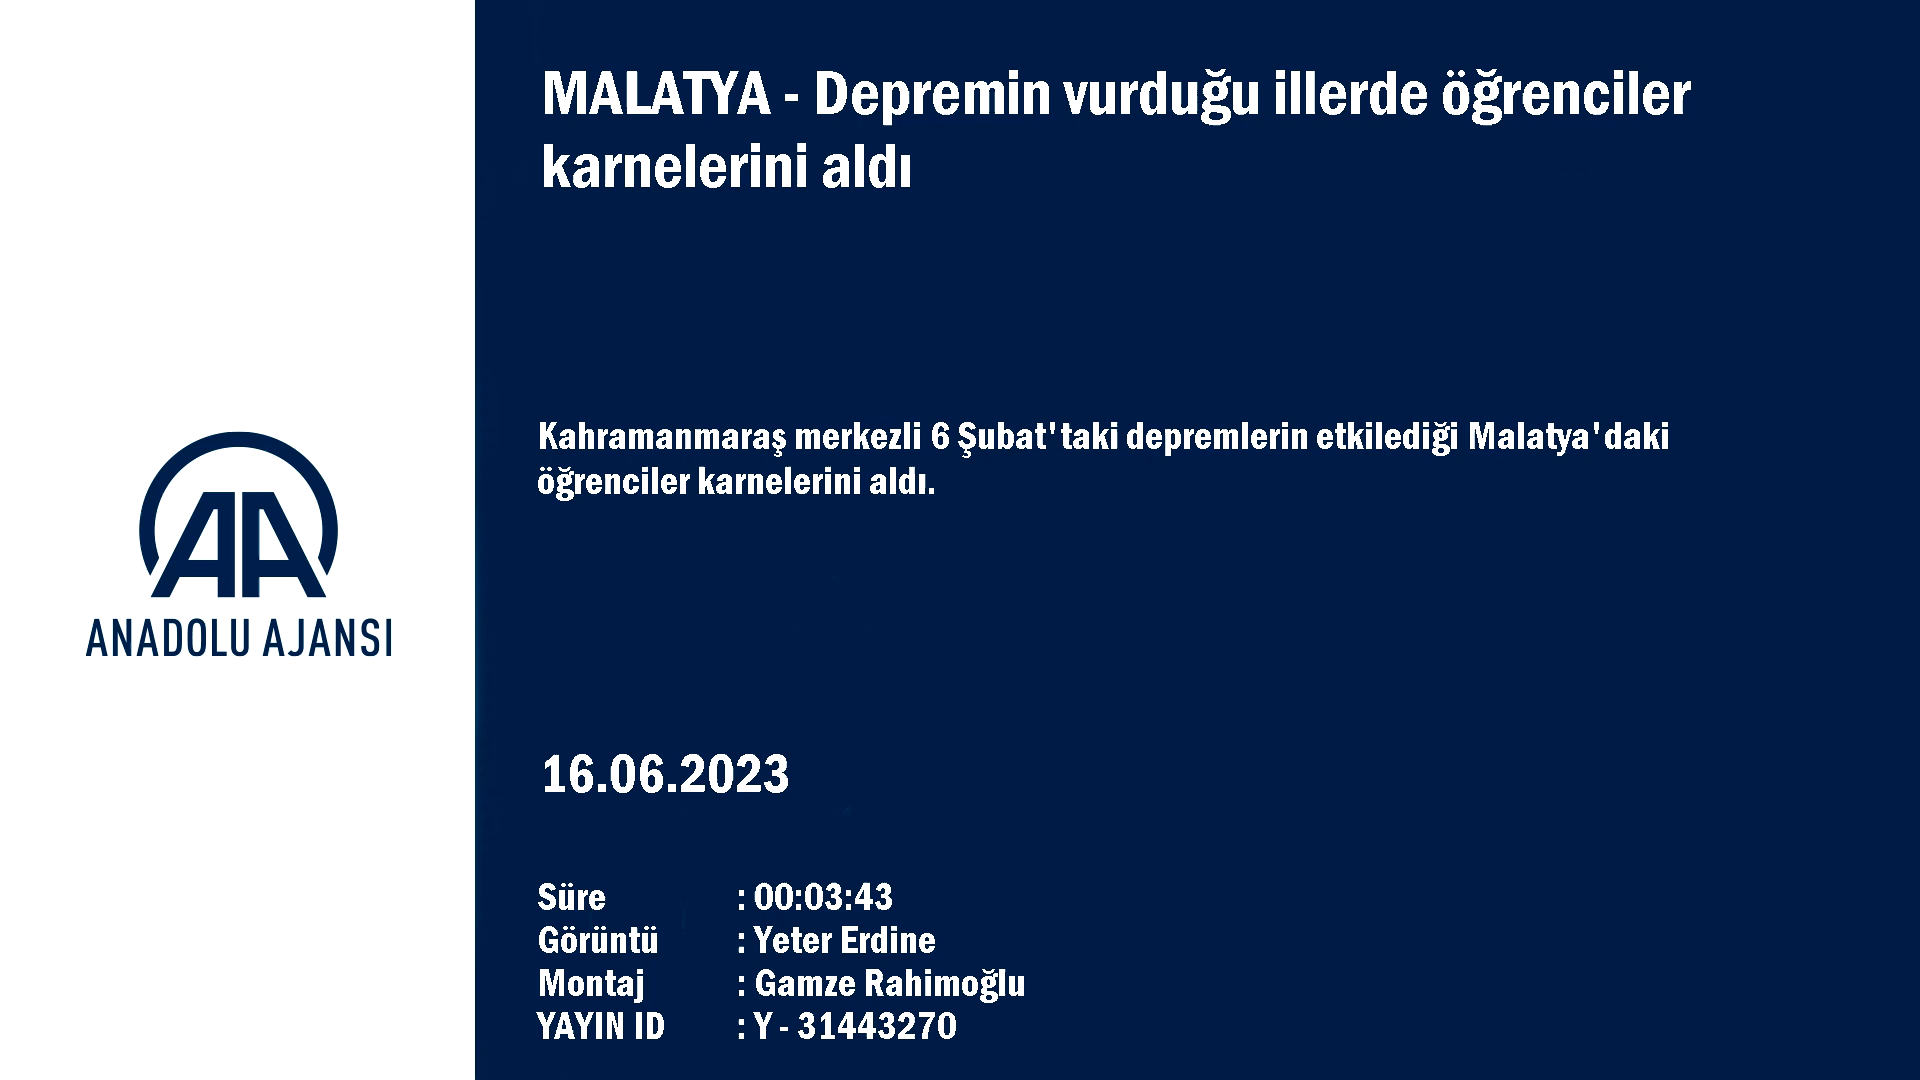 MALATYA - Depremin vurduğu illerde öğrenciler
karnelerini aldı
Kahramanmaraş merkezli 6 Şubat'taki depremlerin etkilediği Malatya'daki
öğrenciler karnelerini aldı.
AA
ANADOLU AJANSI
16.06.2023
Süre : 00:03:43
Görüntü : Yeter Erdine
Montaj : Gamze Rahimoğlu
YAYIN ID : Y - 31443270